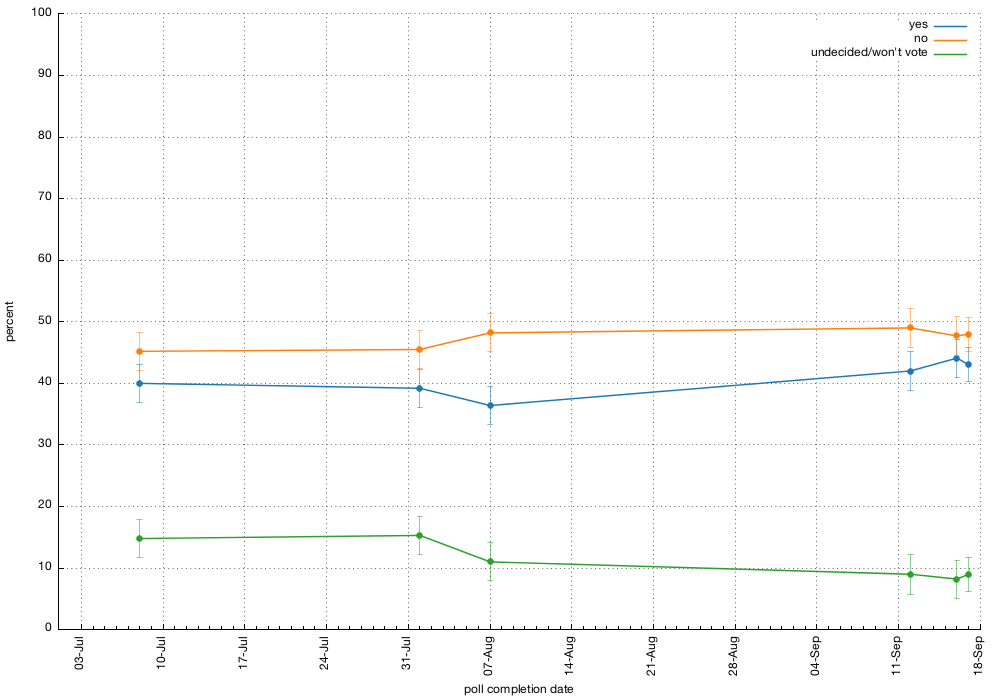 yes
no
undecided/won't vote
100
90
80
70
60
50
40
30
20
10
0
percent
03-Jul
10-Jul
17-Jul
24-Jul
31-Jul
07-Aug
14-Aug
21-Aug
28-Aug
04-Sep
11-Sep
18-Sep
poll completion date